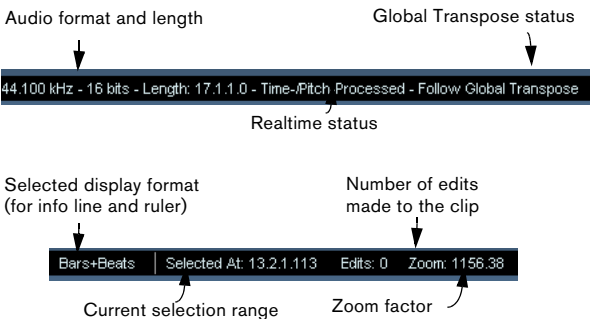 Audio format and length
Global Transpose status
44.100 kHz - 16 bits - Length: 17.1.1.0 - Time-/Pitch Processed - Follow Global Transpose
Realtime status
Selected display format
(for info line and ruler)
Number of edits
made to the clip
Bars+Beats | Selected At: 13.2.1.113 Edits: 0 Zoom: 1156.38
Current selection range
Zoom factor